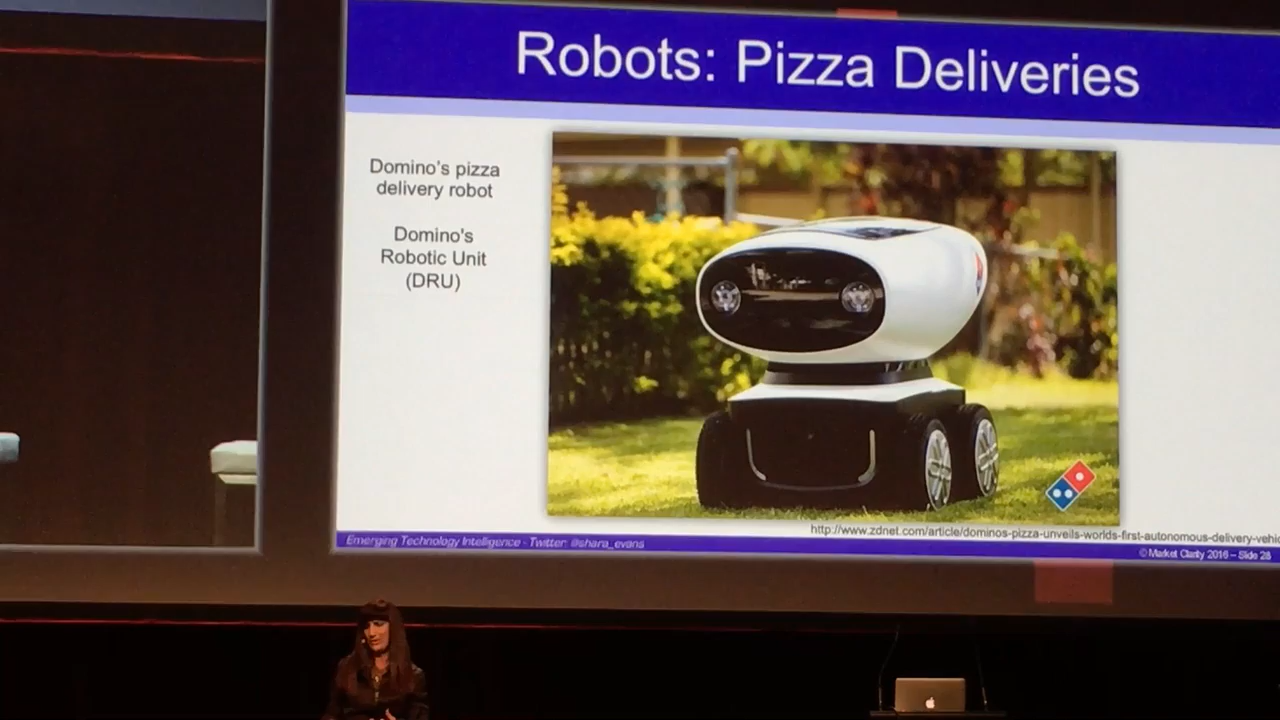 Robots: Pizza Deliveries
Domino's pizza
delivery robot
Domino's
Robotic Unit
(DRU)
http://www.zdnet.com/article/dominos-pizza-unveils-worlds-first-autonomous-delivery-vehic
Emerging Technology Intelligence - Twitter: @shara_evans
© Market Clarity 2016 – Slide 28